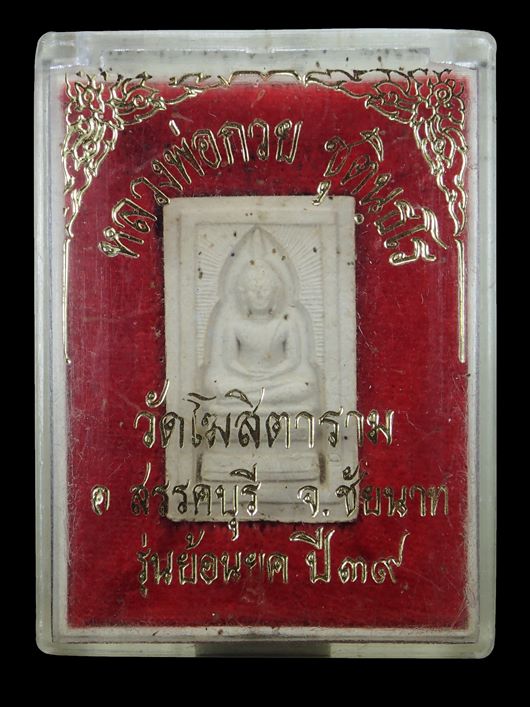 หลวงพ่อกวย ชุตินฺธโร
วัดโฆสิตาราม
อ สรรคบุรี จ.ชัยนาท
รุ่นย้อนยุค ปี๓๙